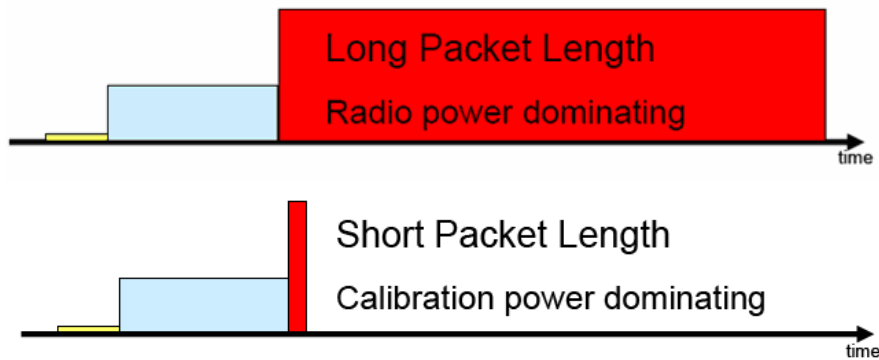 Long Packet Length
Radio power dominating
time
Short Packet Length
Calibration power dominating
time